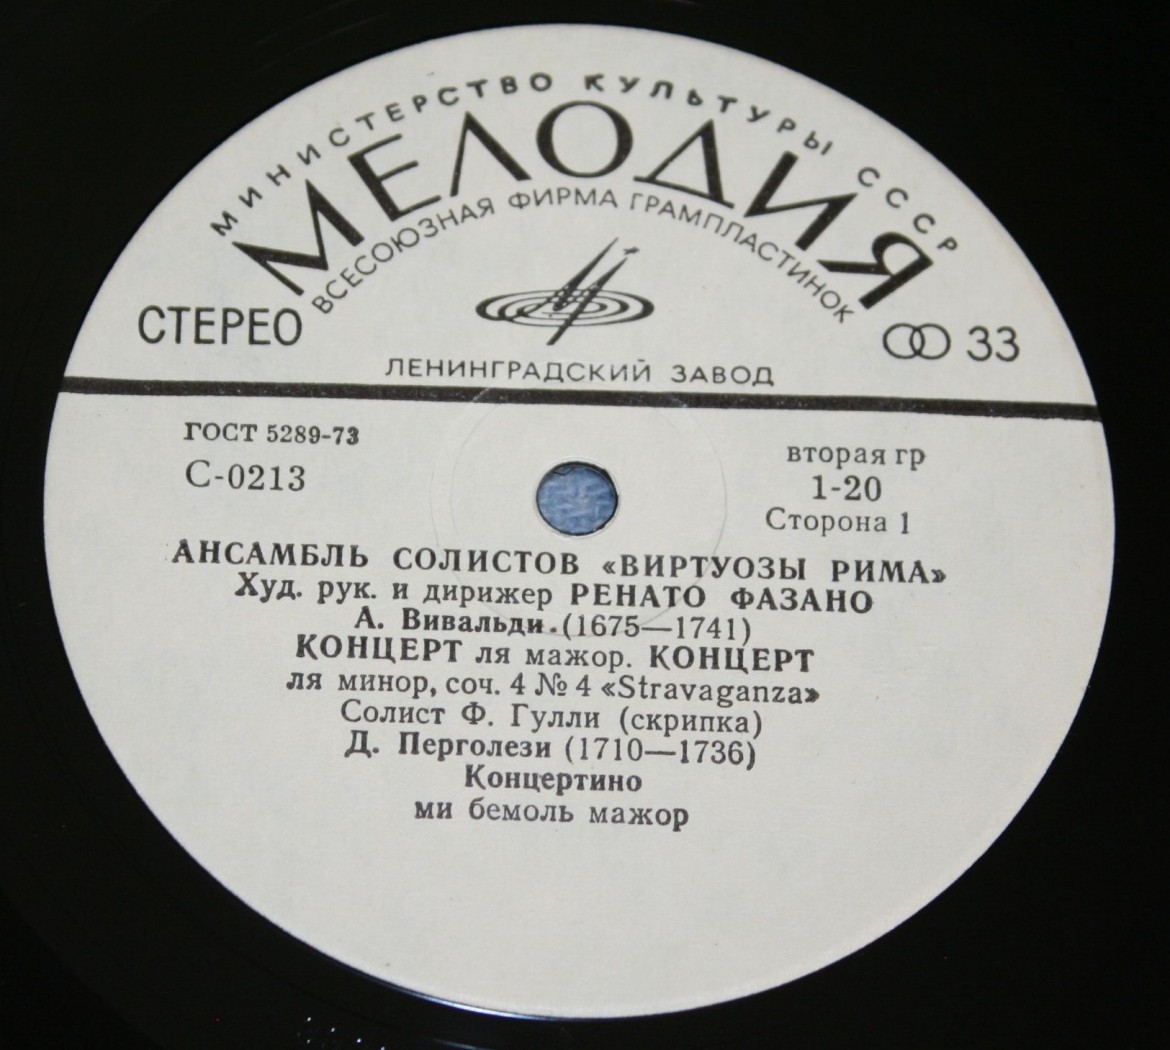 МИНИСТЕРСТВО КУЛЬТУРЫ СССР
МЕЛОДИЯ
ВСЕСОЮЗНАЯ ФИРМА ГРАМПЛАСТИНОК
СТЕРЕО
33
ЛЕНИНГРАДСКИЙ ЗАВОД
ГОСТ 5289-73
С-0213
вторая гр
1-20
Сторона 1
АНСАМБЛЬ СОЛИСТОВ «ВИРТУОЗЫ РИМА»
Худ. рук. и дирижер РЕНАТО ФАЗАНО
А. Вивальди.(1675—1741)
КОНЦЕРТ ля мажор. КОНЦЕРТ
ля минор, соч. 4 № 4 «Stravaganza»
Солист Ф. Гулли (скрипка)
Д. Перголези (1710—1736)
Концертино
ми бемоль мажор